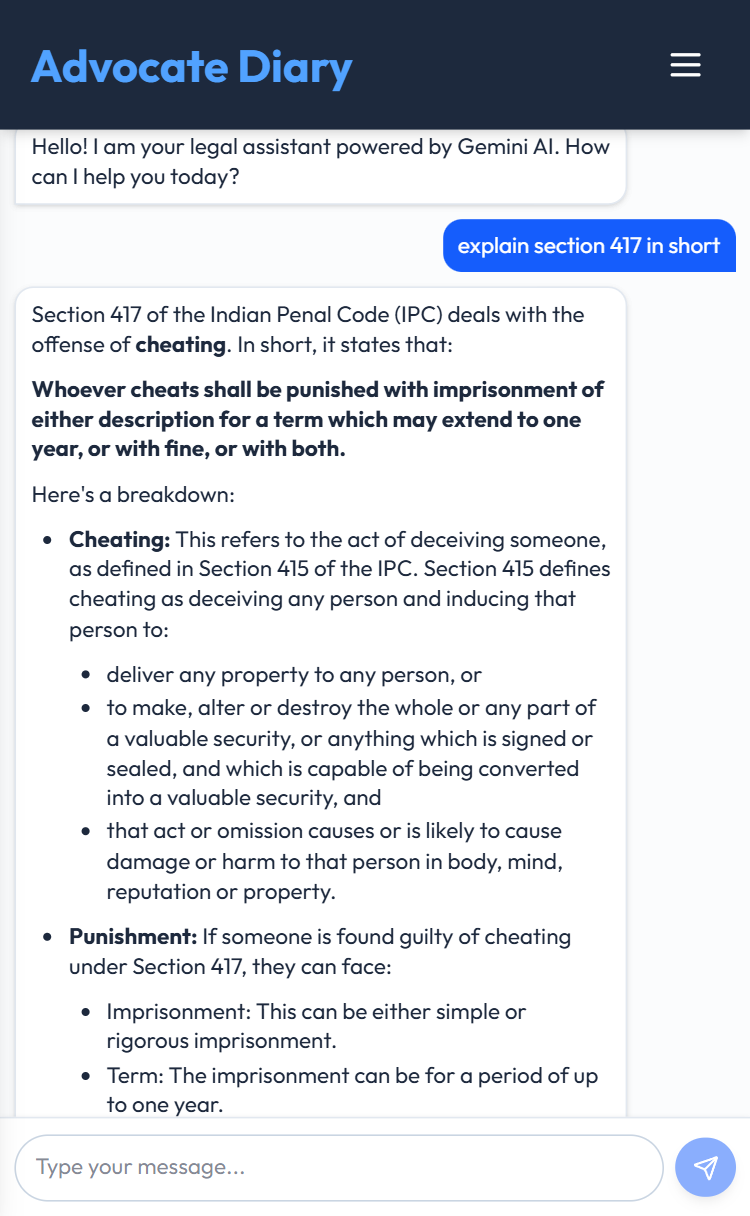 Advocate Diary
Hello! I am your legal assistant powered by Gemini AI. How
can I help you today?
explain section 417 in short
Section 417 of the Indian Penal Code (IPC) deals with the
offense of cheating. In short, it states that:
Whoever cheats shall be punished with imprisonment of
either description for a term which may extend to one
year, or with fine, or with both.
Here's a breakdown:
• Cheating: This refers to the act of deceiving someone,
as defined in Section 415 of the IPC. Section 415 defines
cheating as deceiving any person and inducing that
person to:
• deliver any property to any person, or
• to make, alter or destroy the whole or any part of
a valuable security, or anything which is signed or
sealed, and which is capable of being converted
into a valuable security, and
• that act or omission causes or is likely to cause
damage or harm to that person in body, mind,
reputation or property.
• Punishment: If someone is found guilty of cheating
under Section 417, they can face:
• Imprisonment: This can be either simple or
rigorous imprisonment.
• Term: The imprisonment can be for a period of up
to one year.
Type your message...